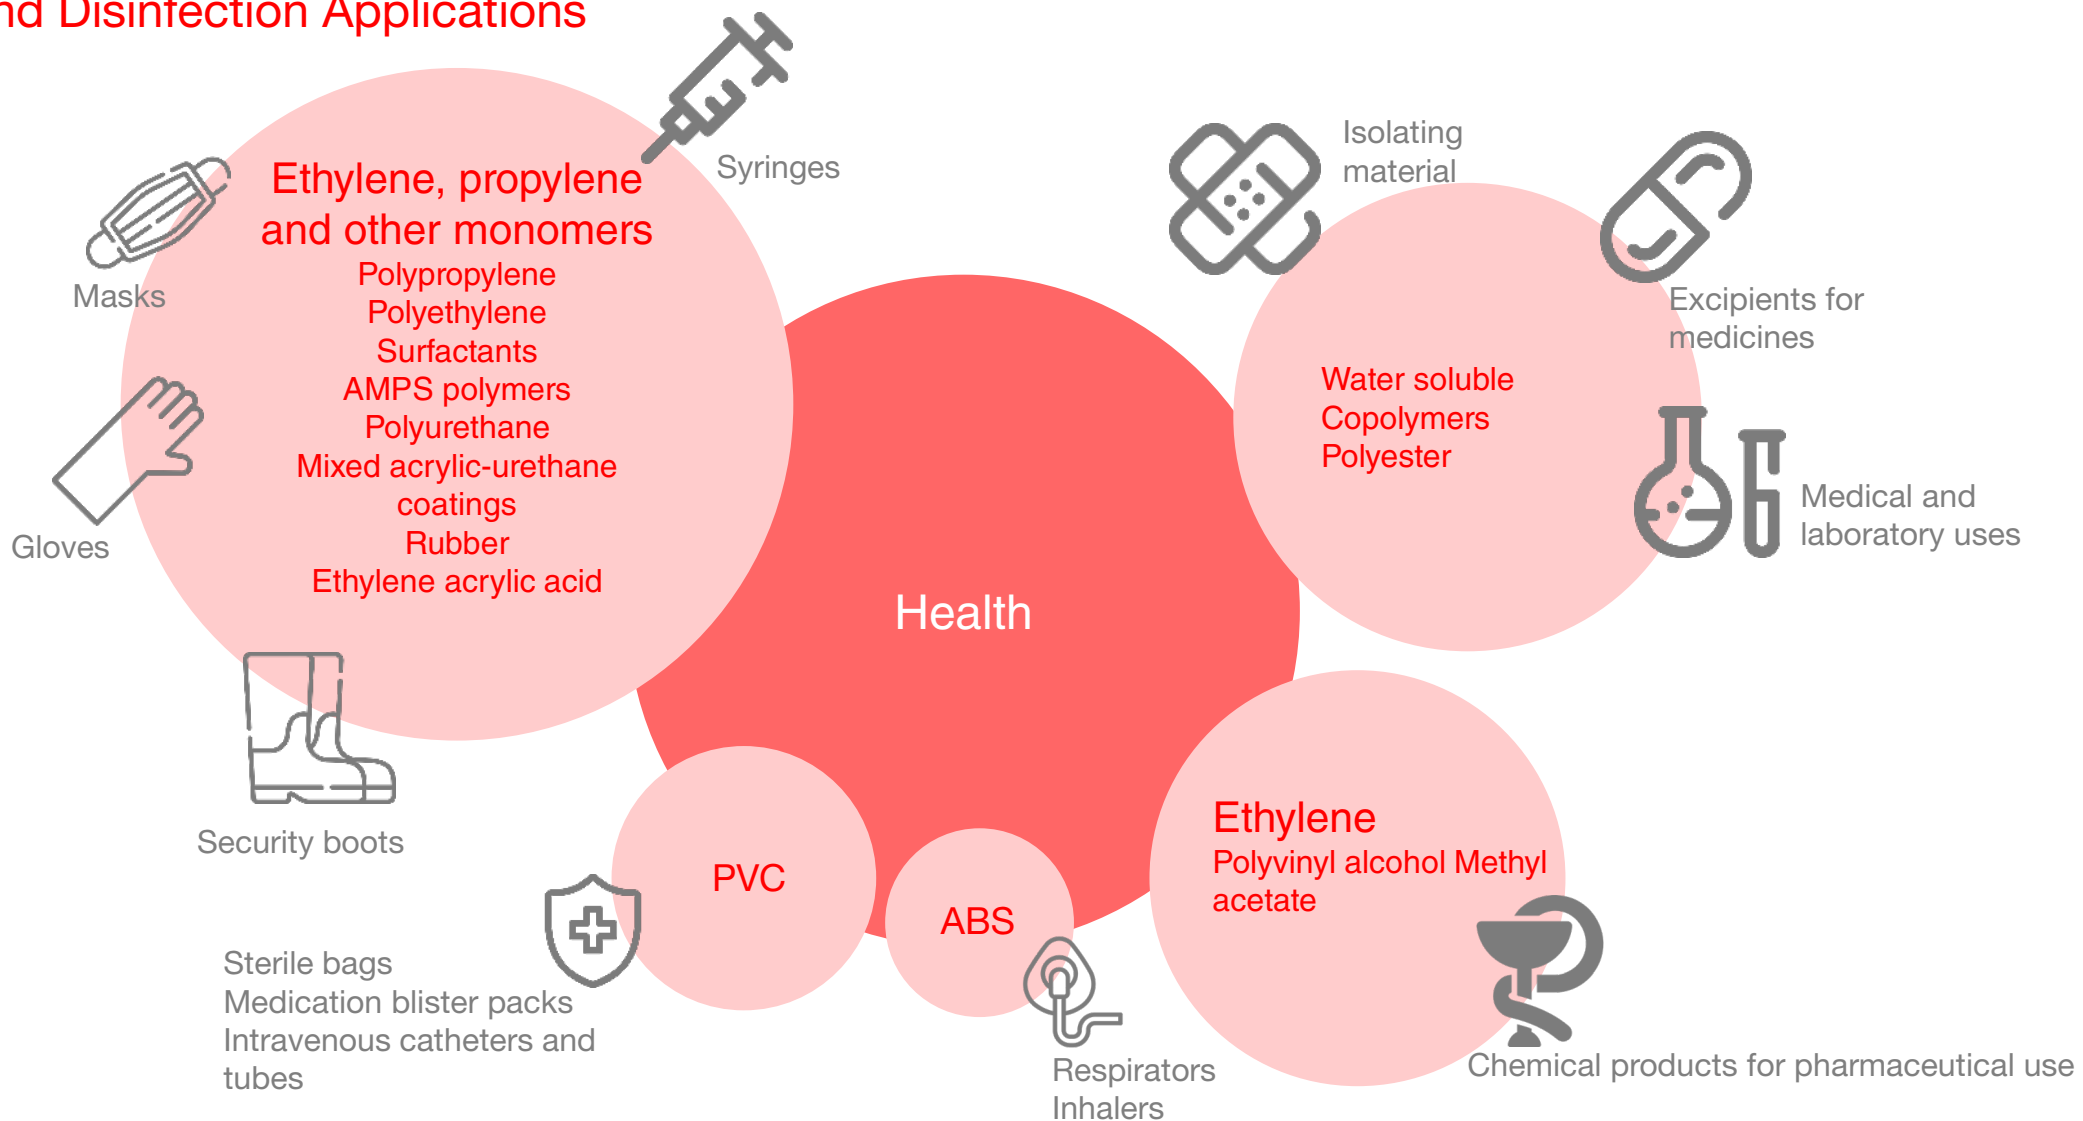 nd Disinfection Applications
Syringes
Ethylene, propylene
and other monomers
Polypropylene
Polyethylene
Surfactants
AMPS polymers
Polyurethane
Mixed acrylic-urethane
coatings
Rubber
Ethylene acrylic acid
Masks
Gloves
Security boots
Isolating
material
Excipients for
medicines
Water soluble
Copolymers
Polyester
Medical and
laboratory uses
Health
PVC
Sterile bags
Medication blister packs
Intravenous catheters and
tubes
ABS
Respirators
Inhalers
Ethylene
Polyvinyl alcohol Methyl
acetate
Chemical products for pharmaceutical use